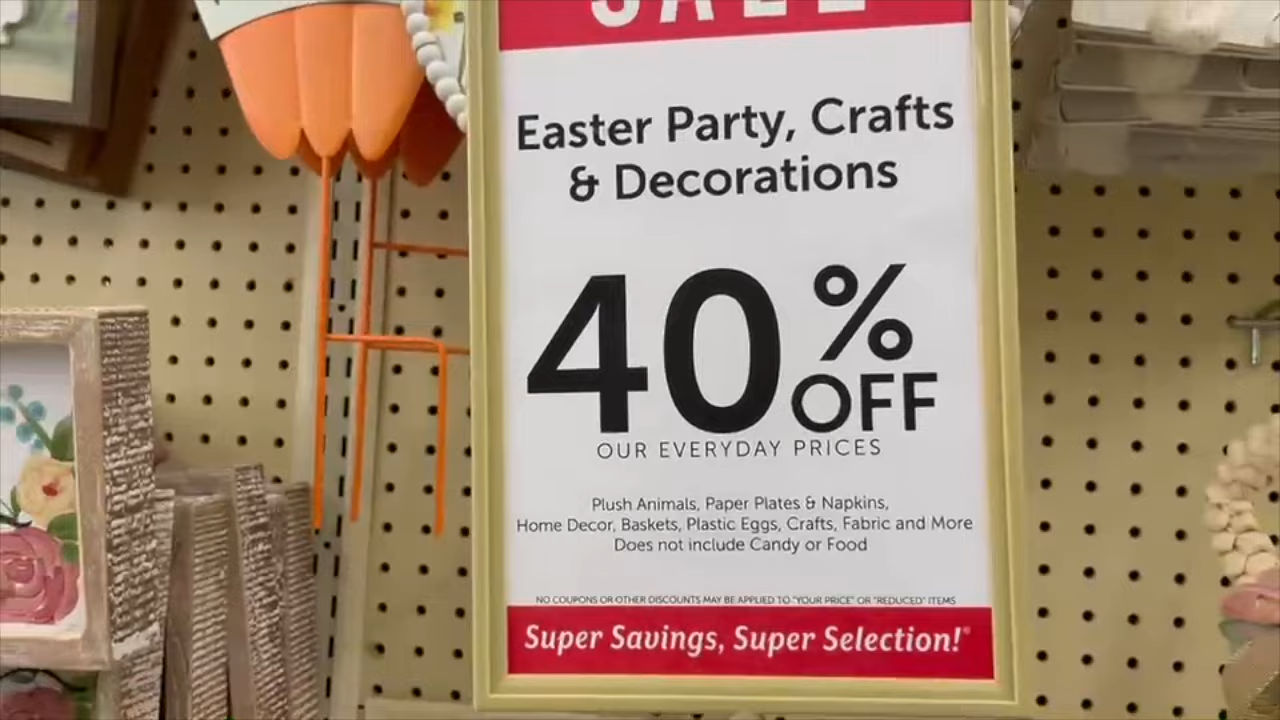 SALE
Easter Party, Crafts
& Decorations
40% OFF
OUR EVERYDAY PRICES
Plush Animals, Paper Plates & Napkins,
Home Decor, Baskets, Plastic Eggs, Crafts, Fabric and More
Does not include Candy or Food
NO COUPONS OR OTHER DISCOUNTS MAY BE APPLIED TO "YOUR PRICE" OR "REDUCED" ITEMS
Super Savings, Super Selection!®